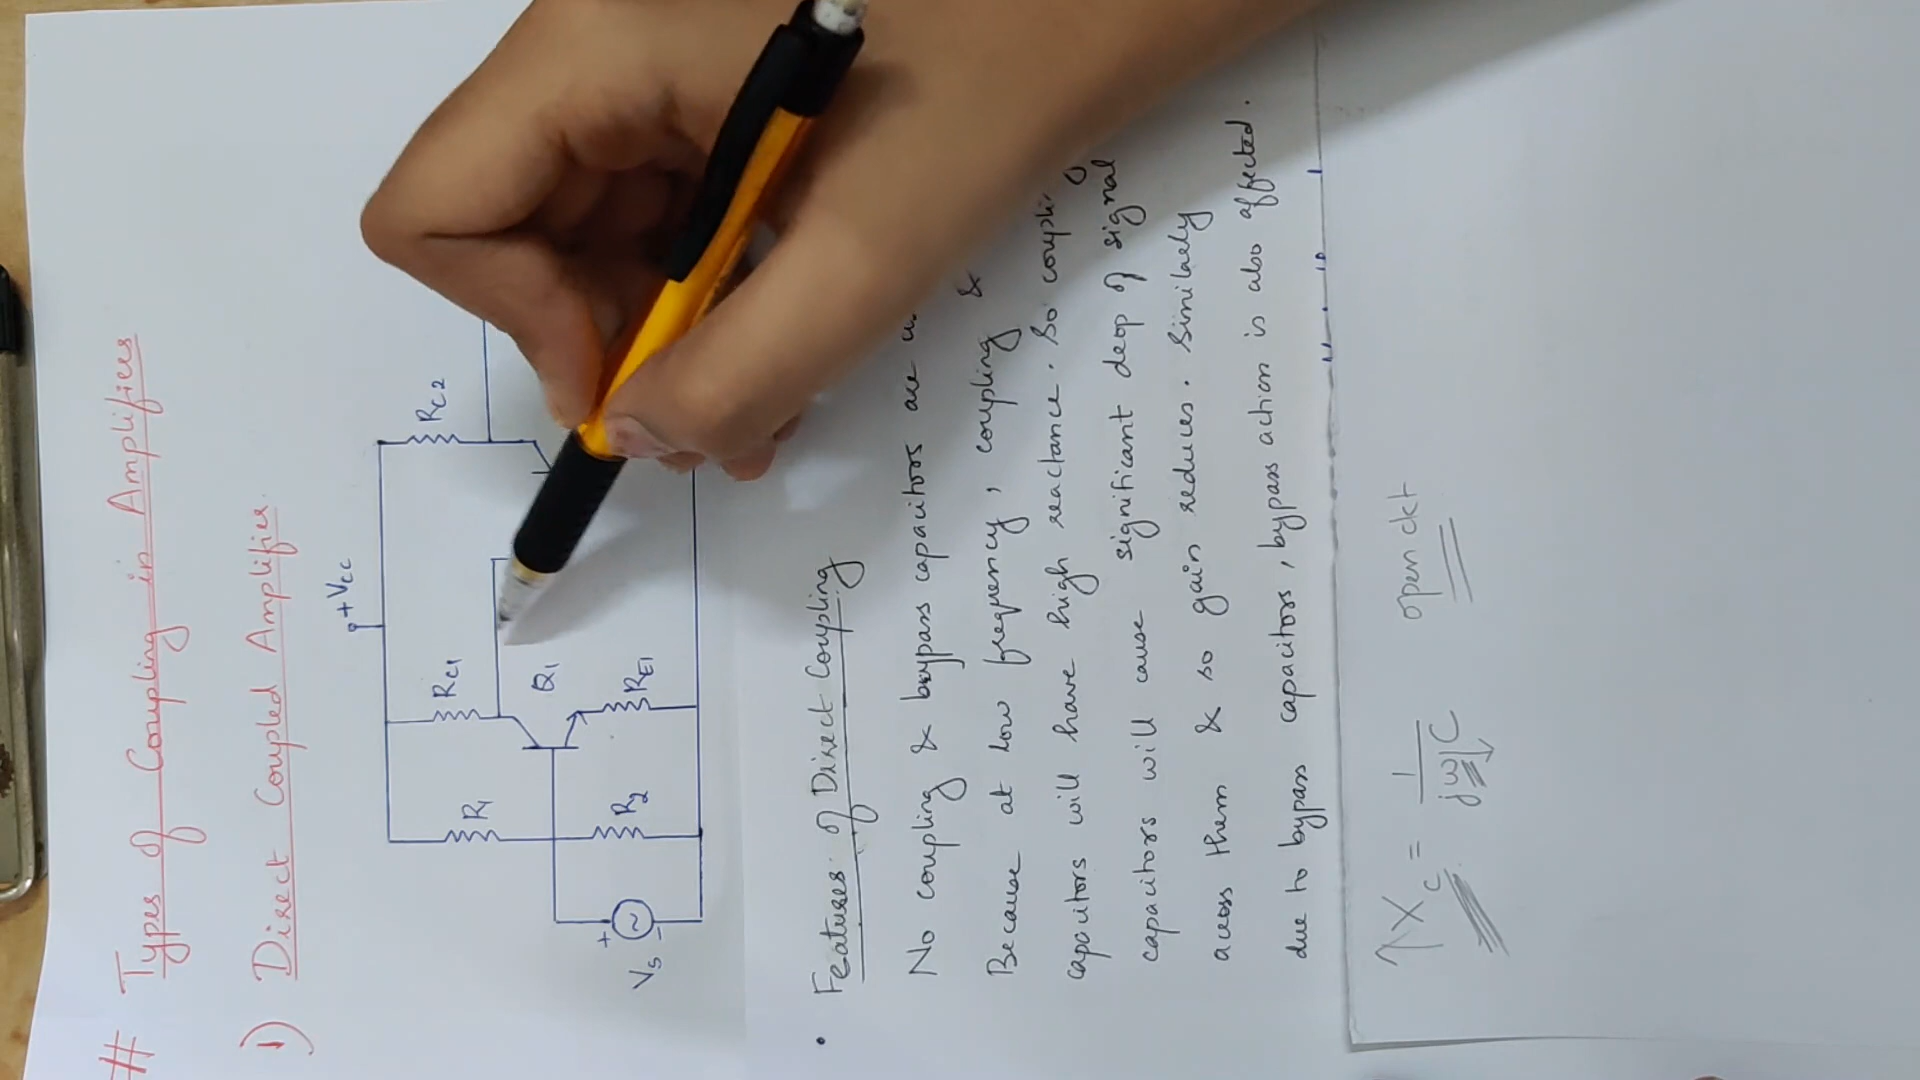 # Types of Coupling in Amplifiers
1) Direct Coupled Amplifier.
+Vcc
R1
RC1
RC2
Q1
R2
RE1
+
Vs
-
• Features of Direct Coupling
No coupling & bypass capacitors are
Because at low frequency, coupling &
capacitors will have high reactance. So
capacitors will cause significant drop of signal
across them & so gain reduces. Similarly
due to bypass capacitors, bypass action is also affected.
↑Xc = 1/jωC↓ open ckt